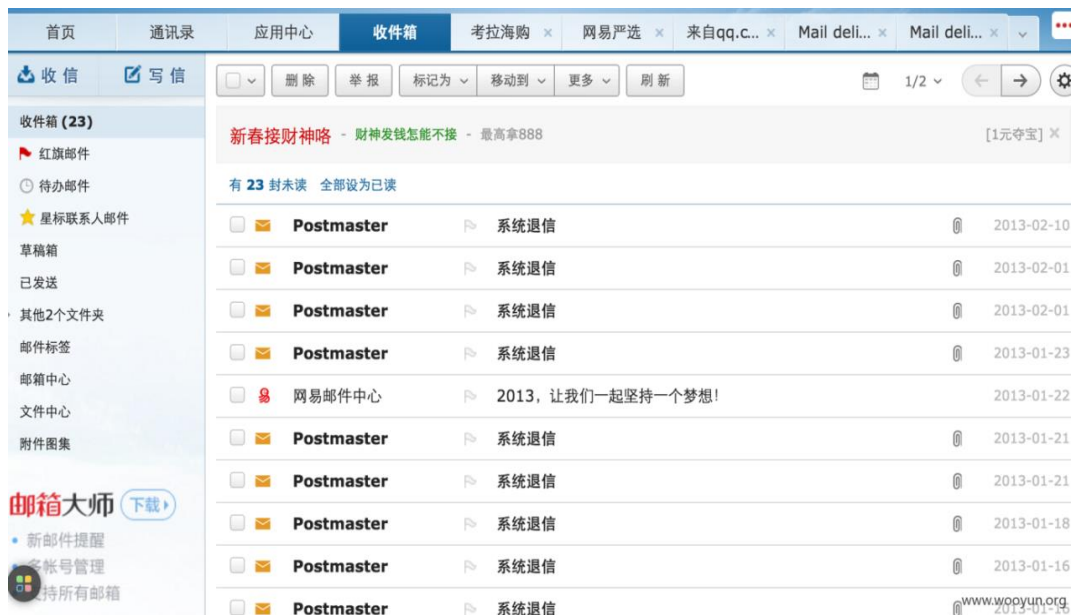 首页 通讯录 应用中心 收件箱 考拉海购 × 网易严选 × 来自qq.c... × Mail deli... × Mail deli... ×
收信 写信 删除 举报 标记为 移动到 更多 刷新 1/2
收件箱 (23)
红旗邮件
待办邮件
星标联系人邮件
草稿箱
已发送
其他2个文件夹
邮件标签
邮箱中心
文件中心
附件图集
邮箱大师 下载
新邮件提醒
多帐号管理
持所有邮箱
新春接财神咯 - 财神发钱怎能不接 - 最高拿888 [1元夺宝] ×
有 23 封未读 全部设为已读
Postmaster 系统退信 2013-02-10
Postmaster 系统退信 2013-02-01
Postmaster 系统退信 2013-02-01
Postmaster 系统退信 2013-01-23
网易邮件中心 2013，让我们一起坚持一个梦想! 2013-01-22
Postmaster 系统退信 2013-01-21
Postmaster 系统退信 2013-01-21
Postmaster 系统退信 2013-01-18
Postmaster 系统退信 2013-01-16
Postmaster 系统退信
www.wooyun.org